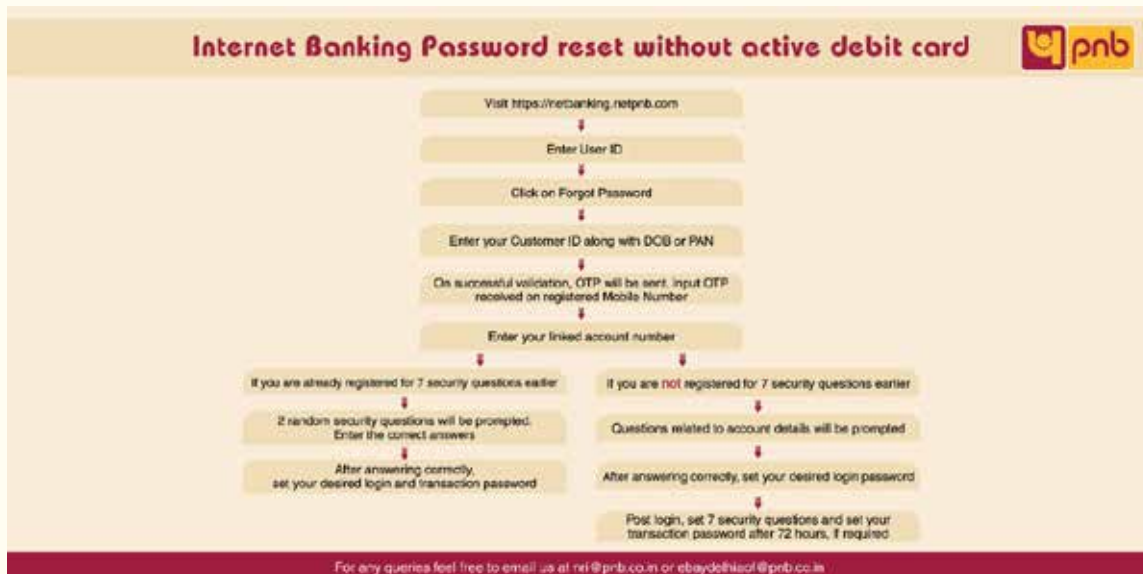 Internet Banking Password reset without active debit card
pnb
Visit https://netbanking.netpnb.com
Enter User ID
Click on Forgot Password
Enter your Customer ID along with DOB or PAN
On successful validation, OTP will be sent. Input OTP
received on registered Mobile Number
Enter your linked account number
If you are already registered for 7 security questions earlier
2 random security questions will be prompted.
Enter the correct answers
After answering correctly,
set your desired login and transaction password
If you are not registered for 7 security questions earlier
Questions related to account details will be prompted
After answering correctly, set your desired login password
Post login, set 7 security questions and set your
transaction password after 72 hours, if required
For any queries feel free to email us at nri@pnb.co.in or